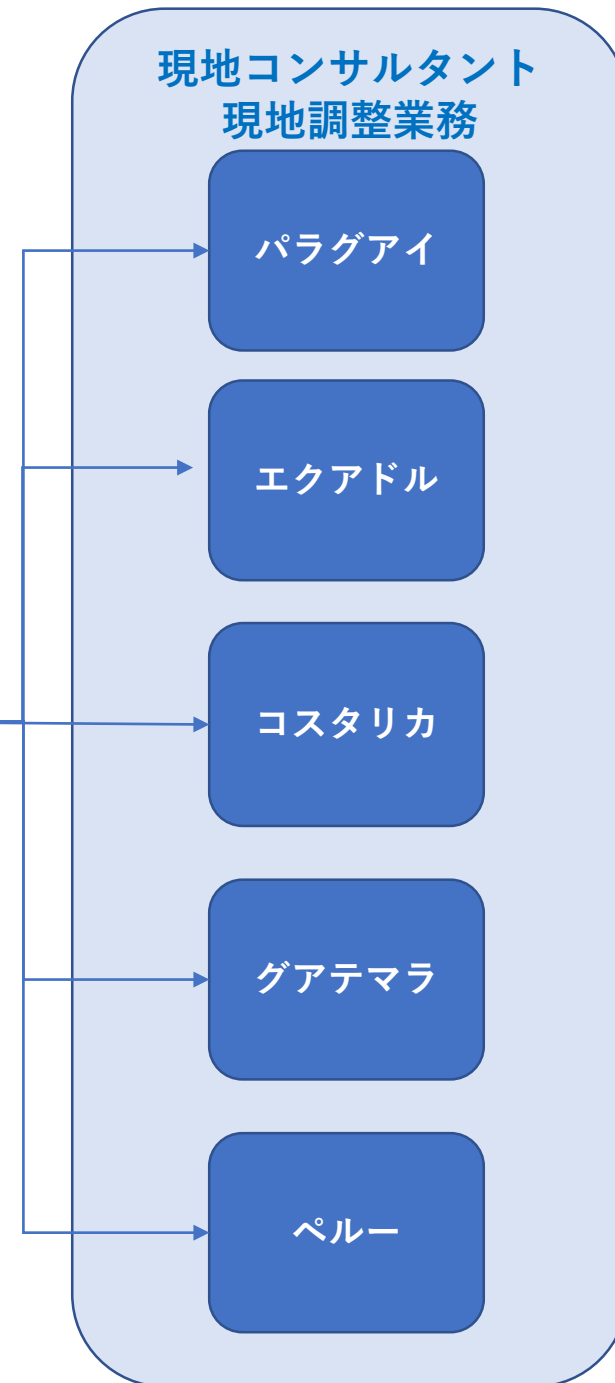 現地コンサルタント
現地調整業務
パラグアイ
エクアドル
コスタリカ
グアテマラ
ペルー